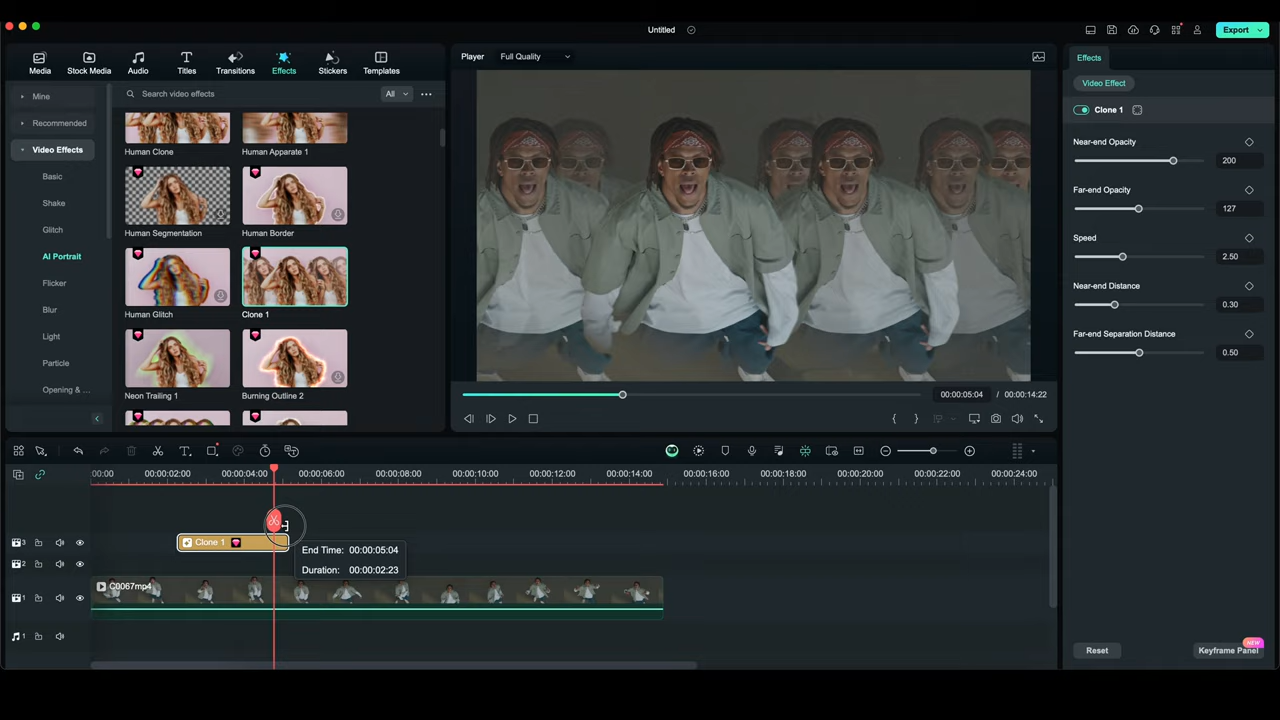 Untitled
Export
Media
Stock Media
Audio
Titles
Transitions
Effects
Stickers
Templates
Player
Full Quality
Effects
Video Effect
Mine
Search video effects
All
Recommended
Video Effects
Basic
Shake
Glitch
AI Portrait
Flicker
Blur
Light
Particle
Opening & ...
Human Clone
Human Apparate 1
Human Segmentation
Human Border
Human Glitch
Clone 1
Neon Trailing 1
Burning Outline 2
Clone 1
Near-end Opacity
200
Far-end Opacity
127
Speed
2.50
Near-end Distance
0.30
Far-end Separation Distance
0.50
00:00:05:04 / 00:00:14:22
00:00 00:00:02:00 00:00:04:00 00:00:06:00 00:00:08:00 00:00:10:00 00:00:12:00 00:00:14:00 00:00:16:00 00:00:18:00 00:00:20:00 00:00:22:00 00:00:24:00
3
Clone 1
End Time: 00:00:05:04
Duration: 00:00:02:23
2
C0067mp4
1
1
Reset
Keyframe Panel
NEW